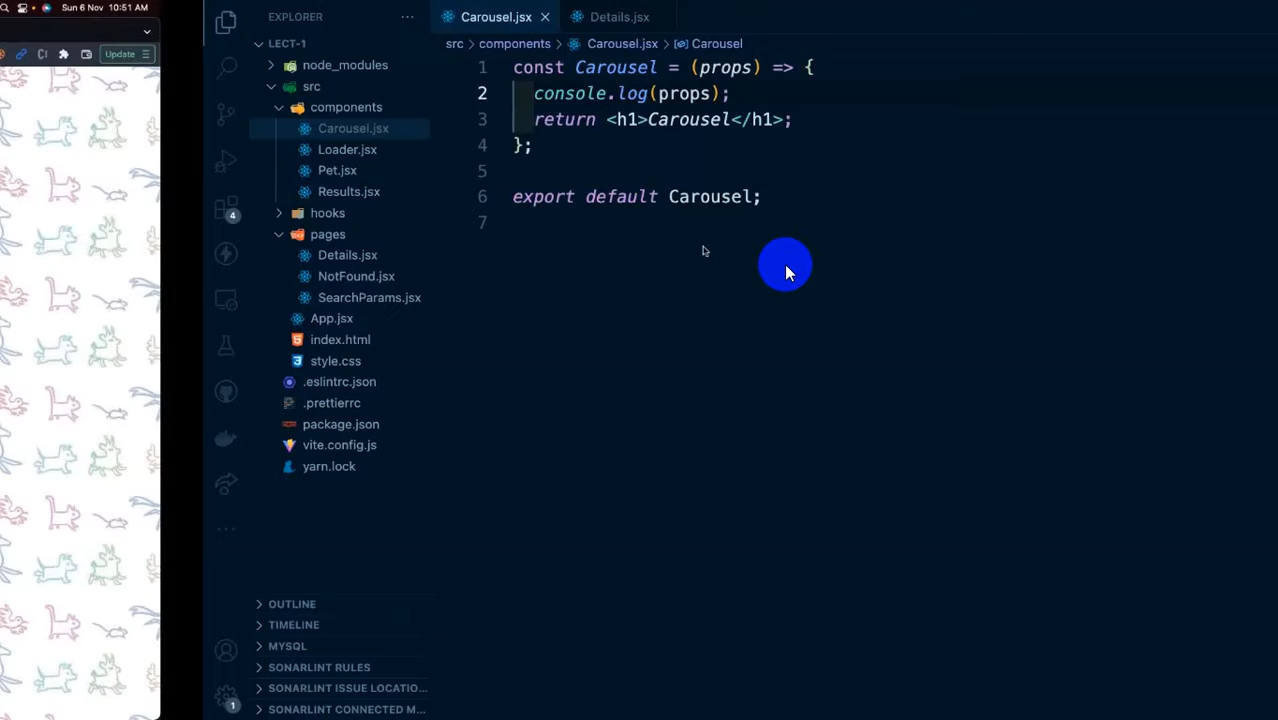 Sun 6 Nov 10:51 AM
Update
EXPLORER
LECT-1
node_modules
src
components
Carousel.jsx
Loader.jsx
Pet.jsx
Results.jsx
hooks
pages
Details.jsx
NotFound.jsx
SearchParams.jsx
App.jsx
index.html
style.css
.eslintrc.json
.prettierrc
package.json
vite.config.js
yarn.lock
OUTLINE
TIMELINE
MYSQL
SONARLINT RULES
SONARLINT ISSUE LOCATIO...
SONARLINT CONNECTED M...
4
1
Carousel.jsx Details.jsx
src > components > Carousel.jsx > Carousel
1 const Carousel = (props) => {
2 console.log(props);
3 return <h1>Carousel</h1>;
4 };
5
6 export default Carousel;
7